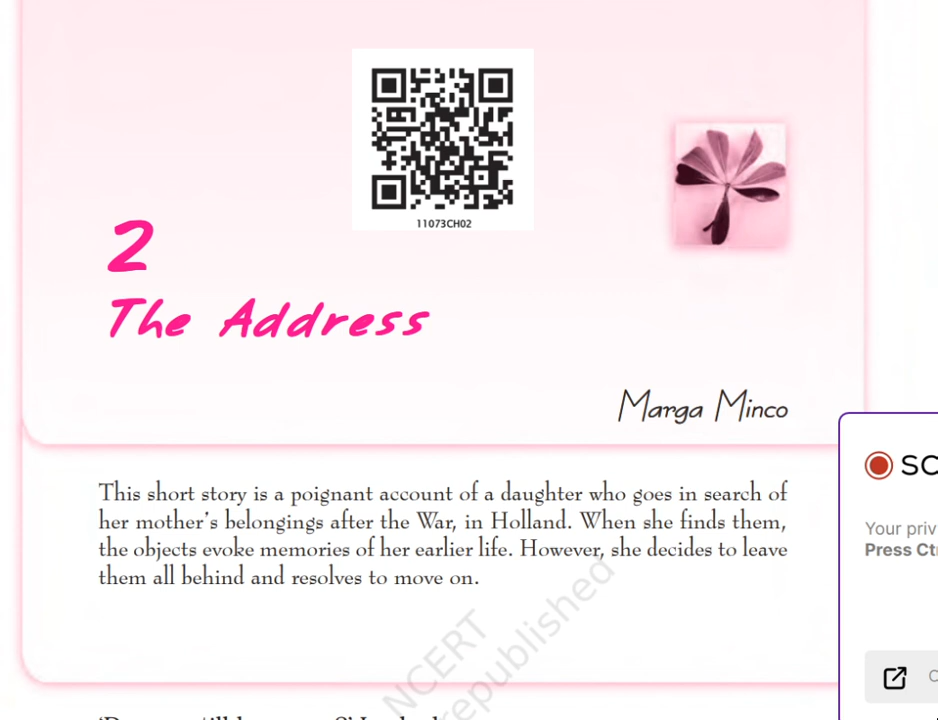 11073CH02
2
The Address
Marga Minco
This short story is a poignant account of a daughter who goes in search of
her mother's belongings after the War, in Holland. When she finds them,
the objects evoke memories of her earlier life. However, she decides to leave
them all behind and resolves to move on.
NCERT
republished
SC
Your priv
Press Ct